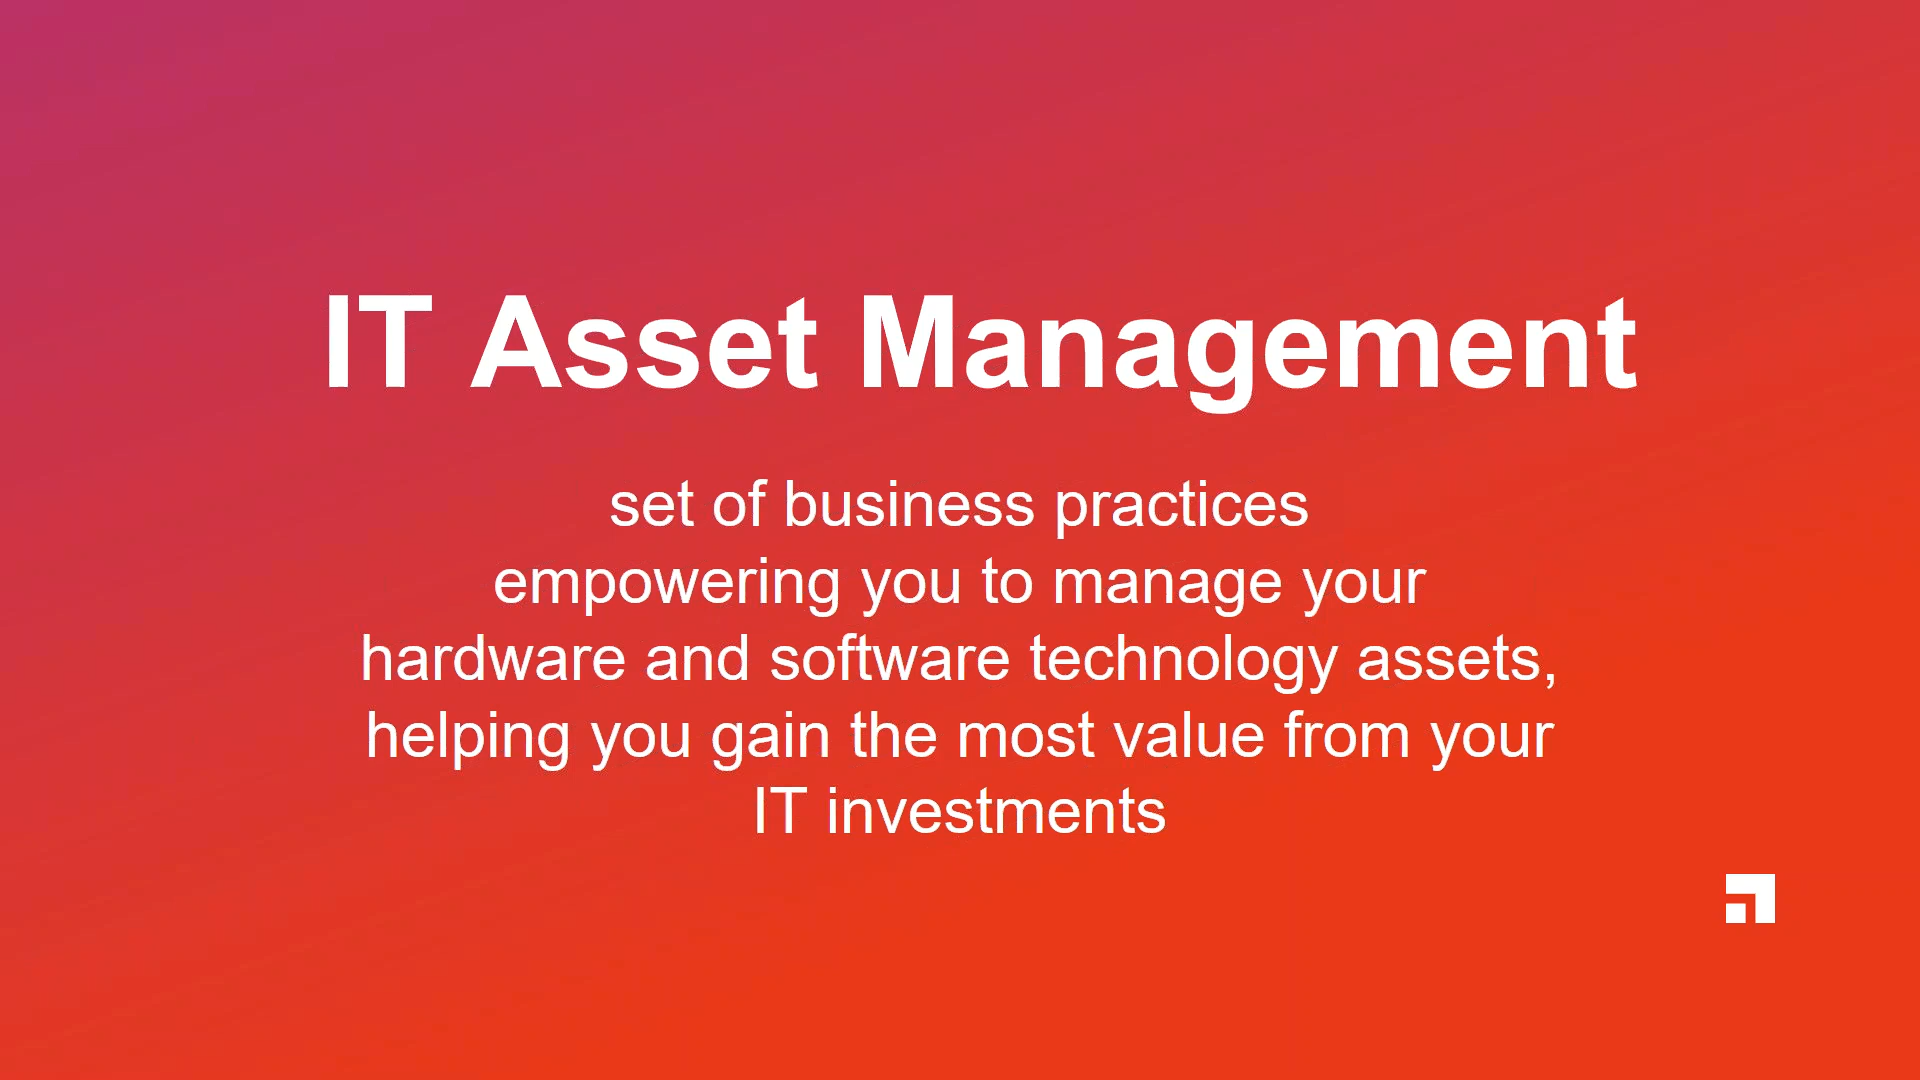 IT Asset Management
set of business practices
empowering you to manage your
hardware and software technology assets,
helping you gain the most value from your
IT investments